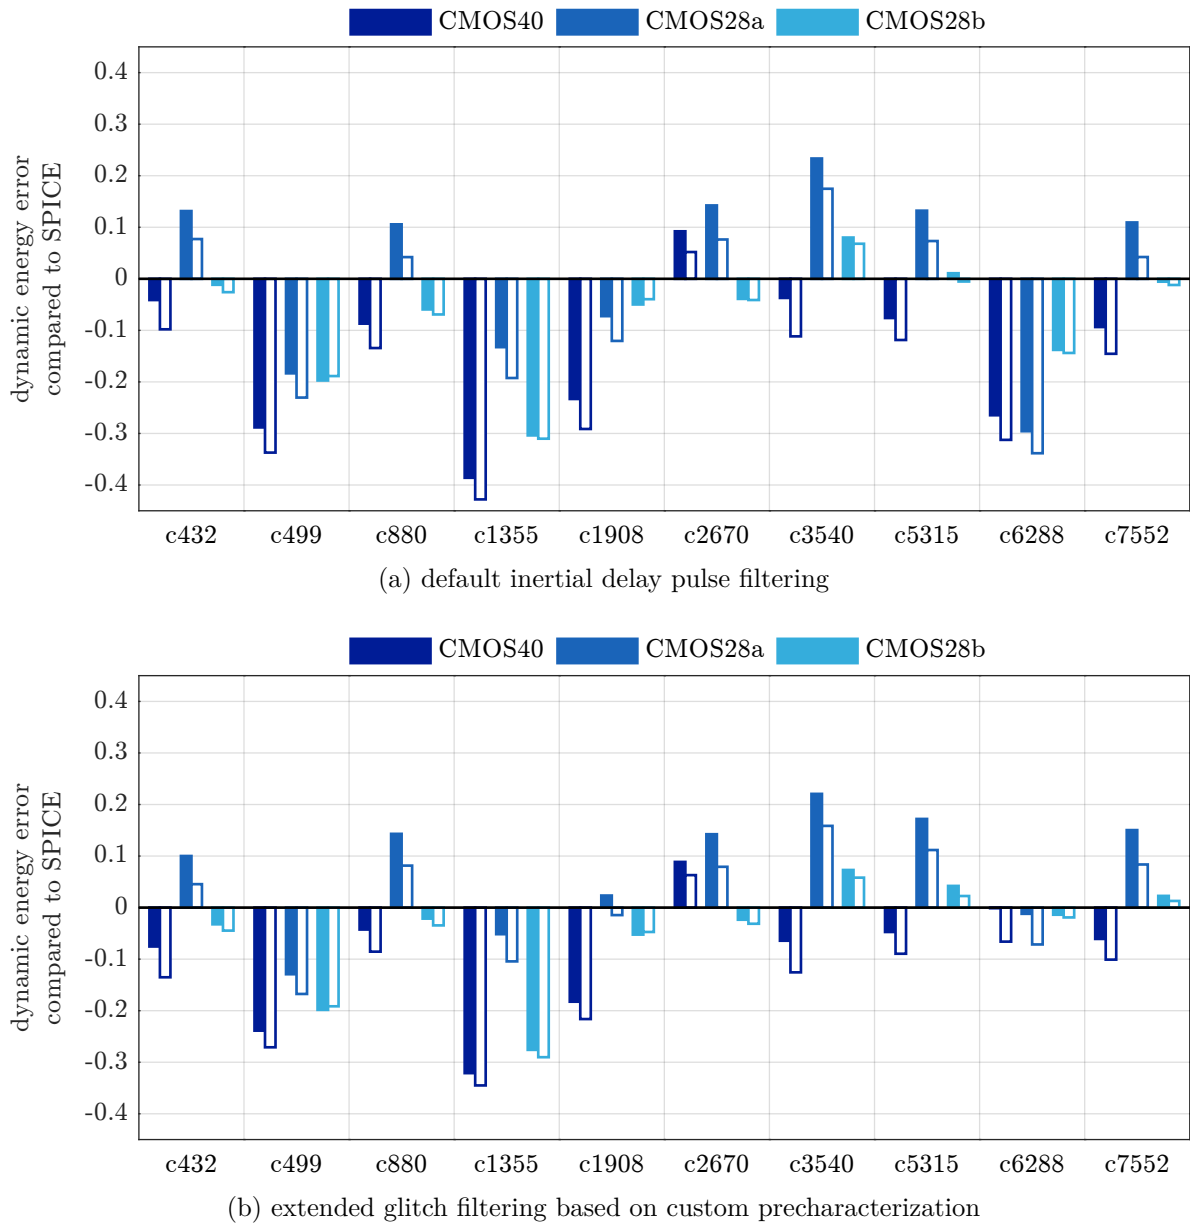 CMOS40 CMOS28a CMOS28b
0.4
0.3
0.2
0.1
0
-0.1
-0.2
-0.3
-0.4
dynamic energy error
compared to SPICE
c432 c499 c880 c1355 c1908 c2670 c3540 c5315 c6288 c7552
(a) default inertial delay pulse filtering
CMOS40 CMOS28a CMOS28b
0.4
0.3
0.2
0.1
0
-0.1
-0.2
-0.3
-0.4
dynamic energy error
compared to SPICE
c432 c499 c880 c1355 c1908 c2670 c3540 c5315 c6288 c7552
(b) extended glitch filtering based on custom precharacterization